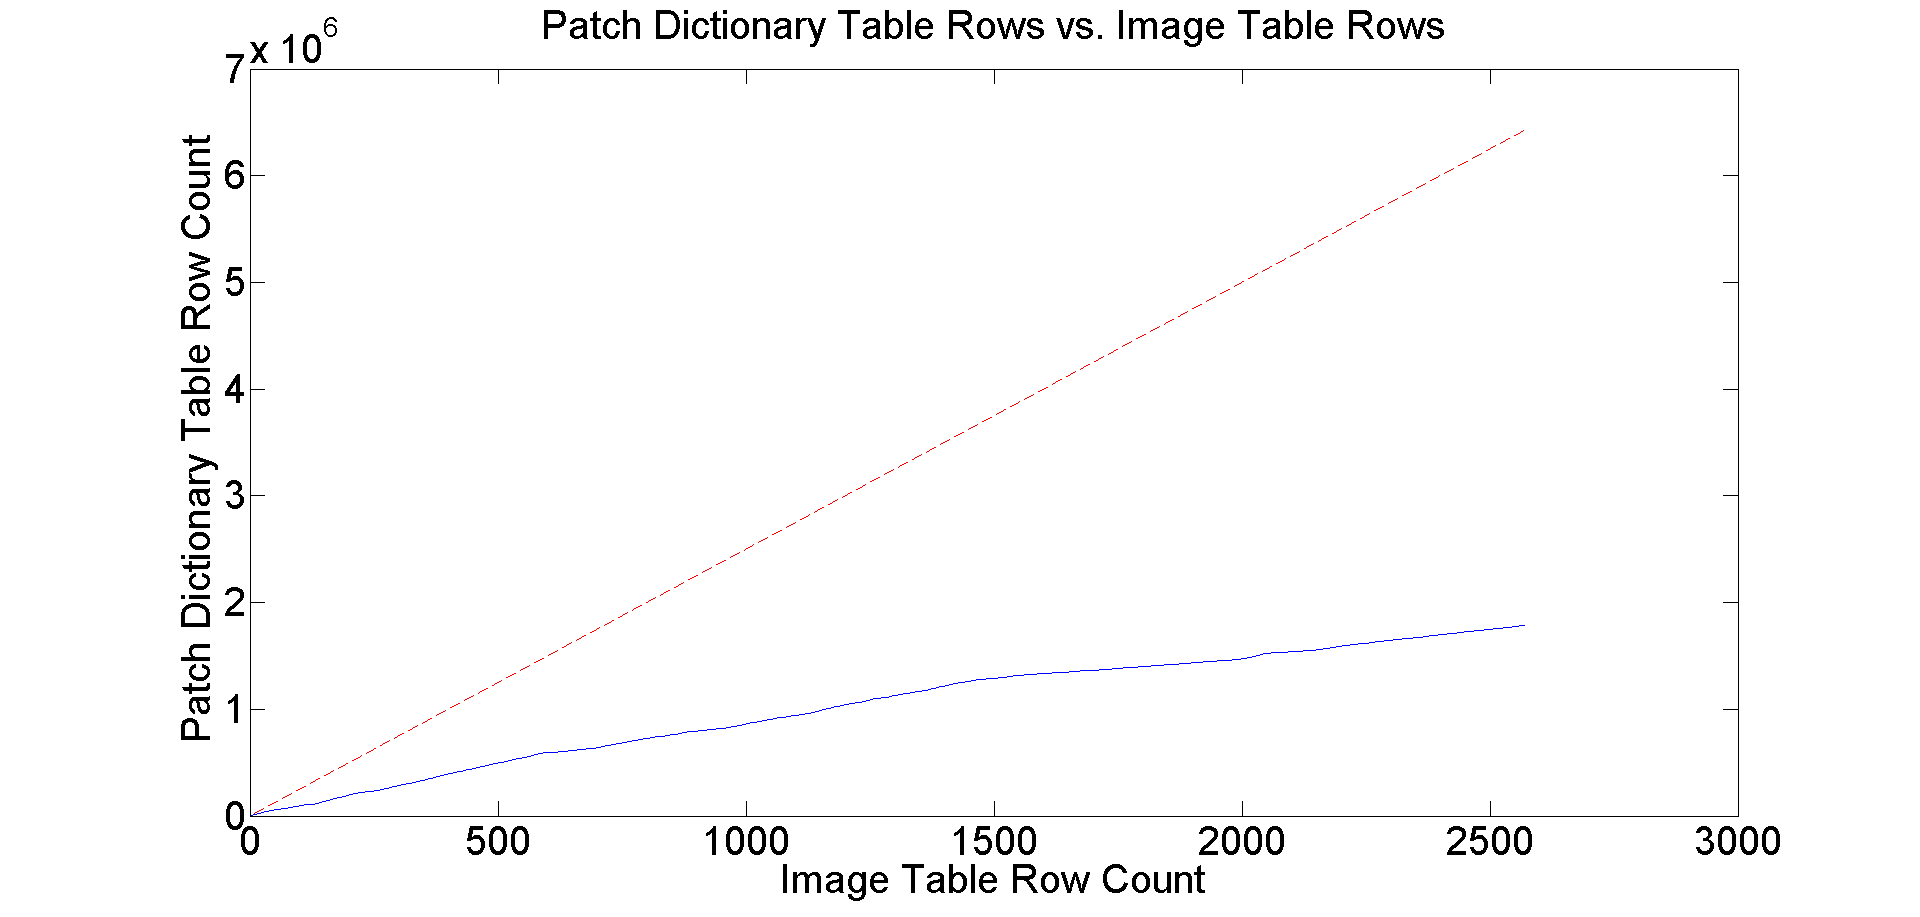 Patch Dictionary Table Rows vs. Image Table Rows
x 10^6
7
6
5
4
3
2
1
0
Patch Dictionary Table Row Count
0 500 1000 1500 2000 2500 3000
Image Table Row Count